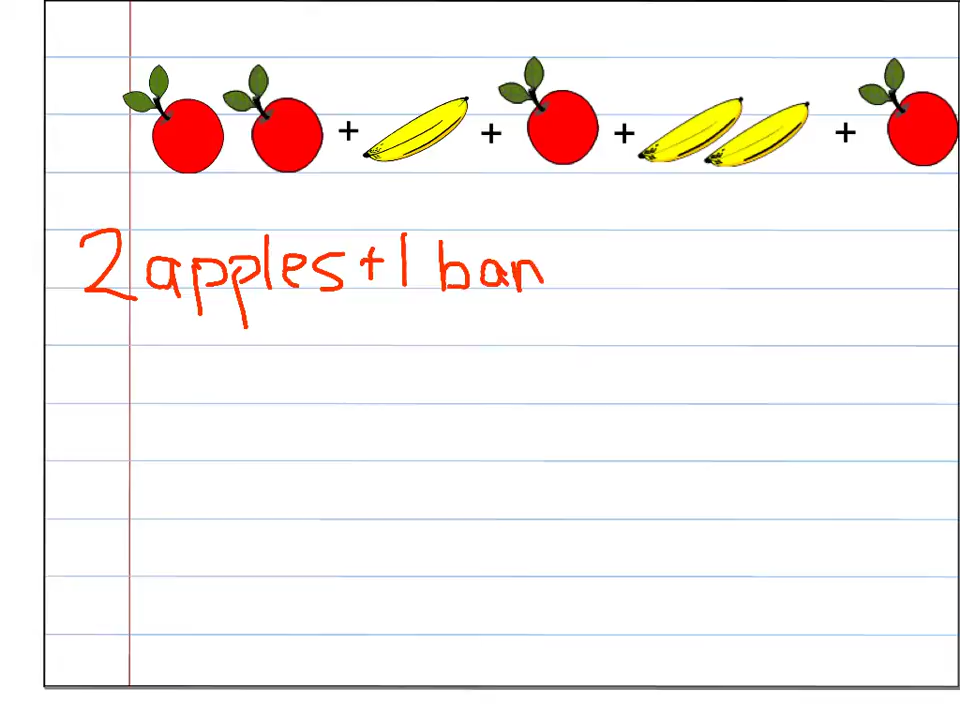 + + + +
2 apples + 1 ban